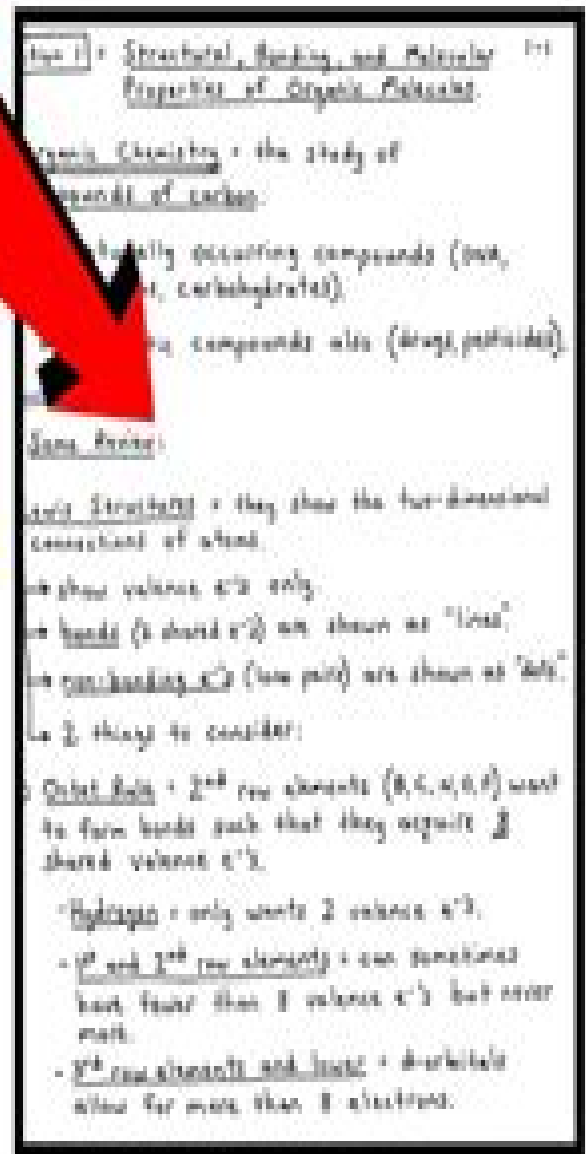 Structural, Bonding, and Molecular 1-1
Properties of Organic Molecules.
Organic Chemistry = the study of
of carbon.
occurring compounds (DNA,
carbohydrates).
compounds also (drugs, pesticides).
Some Review:
Lewis Structures = they show the two-dimensional
connections of atoms.
→ show valence e⁻'s only
→ bonds (2 shared e⁻'s) are shown as "lines".
→ non-bonding e⁻'s (lone pair) are shown as "dots".
→ 2 things to consider:
Octet Rule = 2nd row elements (B, C, N, O, F) want
to form bonds such that they acquire 8
shared valence e⁻'s.
- Hydrogen = only wants 2 valence e⁻'s.
- 1st and 2nd row elements = can sometimes
have fewer than 8 valence e⁻'s but never
more.
- 3rd row elements and lower = d-orbitals
allow for more than 8 electrons.